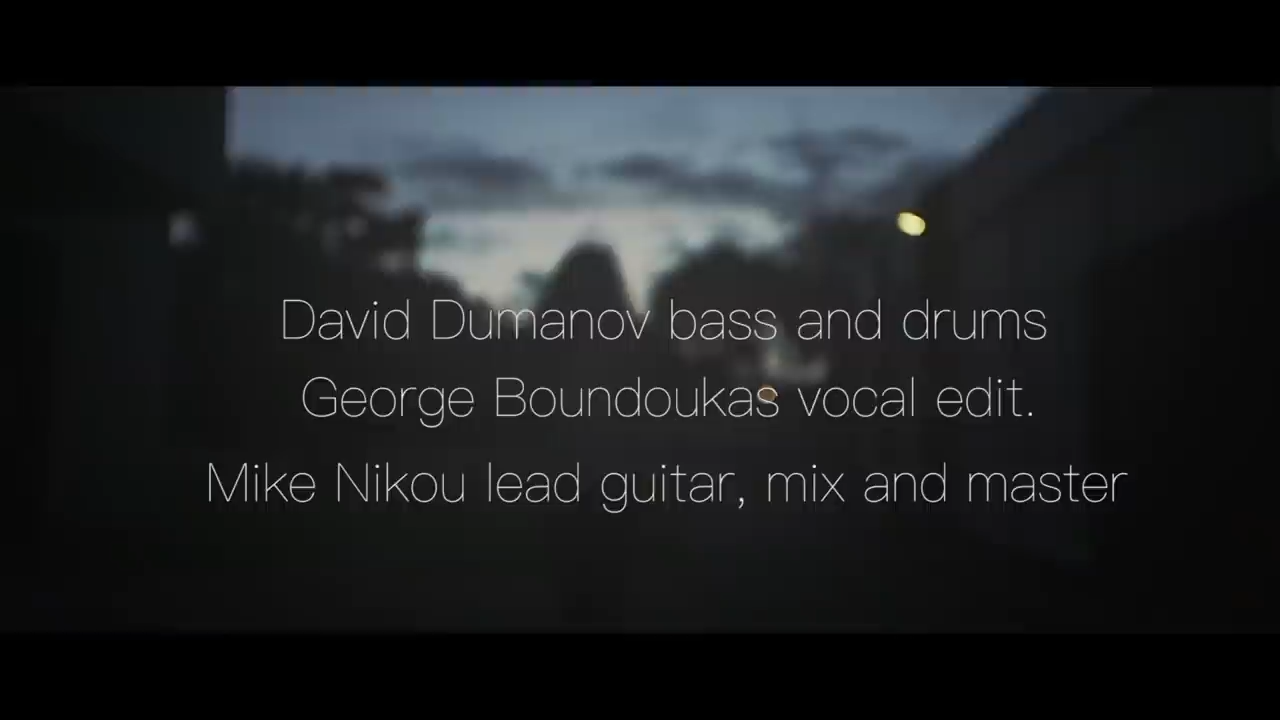 David Dumanov bass and drums
George Boundoukas vocal edit.
Mike Nikou lead guitar, mix and master